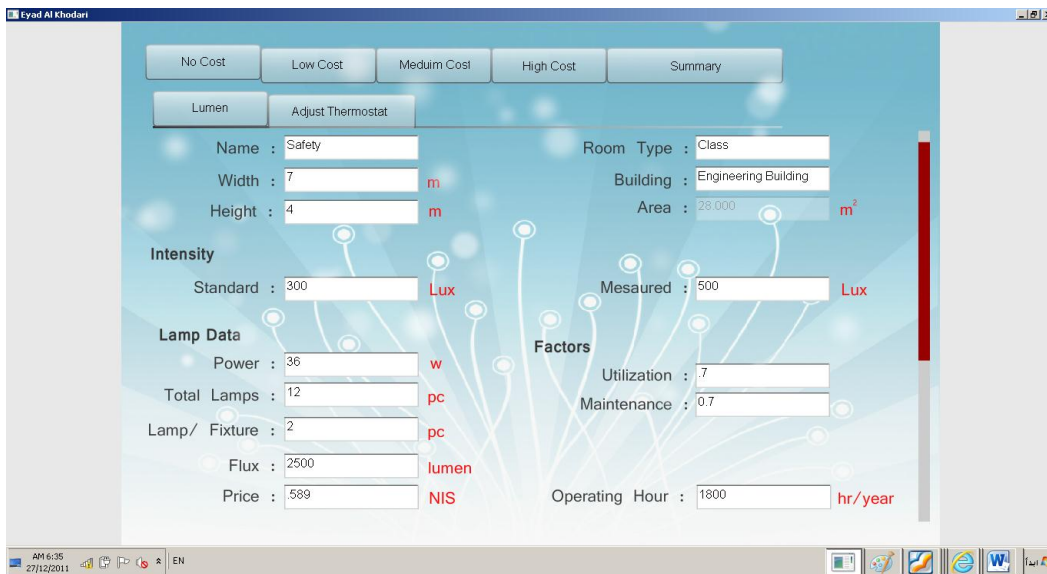 Eyad Al Khodari
No Cost Low Cost Meduim Cost High Cost Summary
Lumen Adjust Thermostat
Name : Safety Room Type : Class
Width : 7 m Building : Engineering Building
Height : 4 m Area : 28.000 m²
Intensity
Standard : 300 Lux Mesaured : 500 Lux
Lamp Data
Factors
Power : 36 w
Utilization : .7
Total Lamps : 12 pc
Maintenance : 0.7
Lamp/ Fixture : 2 pc
Flux : 2500 lumen
Price : .589 NIS Operating Hour : 1800 hr/year
AM 6:35
27/12/2011
EN
ابدأ